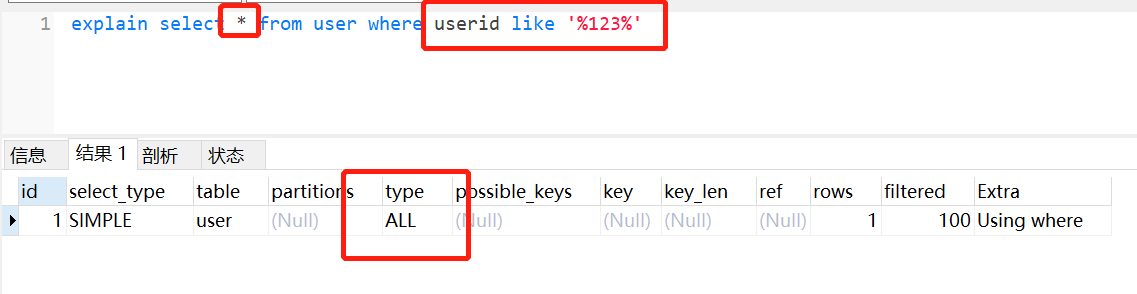 1 explain select * from user where userid like '%123%'
信息 结果 1 剖析 状态
id select_type table partitions type possible_keys key key_len ref rows filtered Extra
1 SIMPLE user (Null) ALL (Null) (Null) (Null) (Null) 1 100 Using where